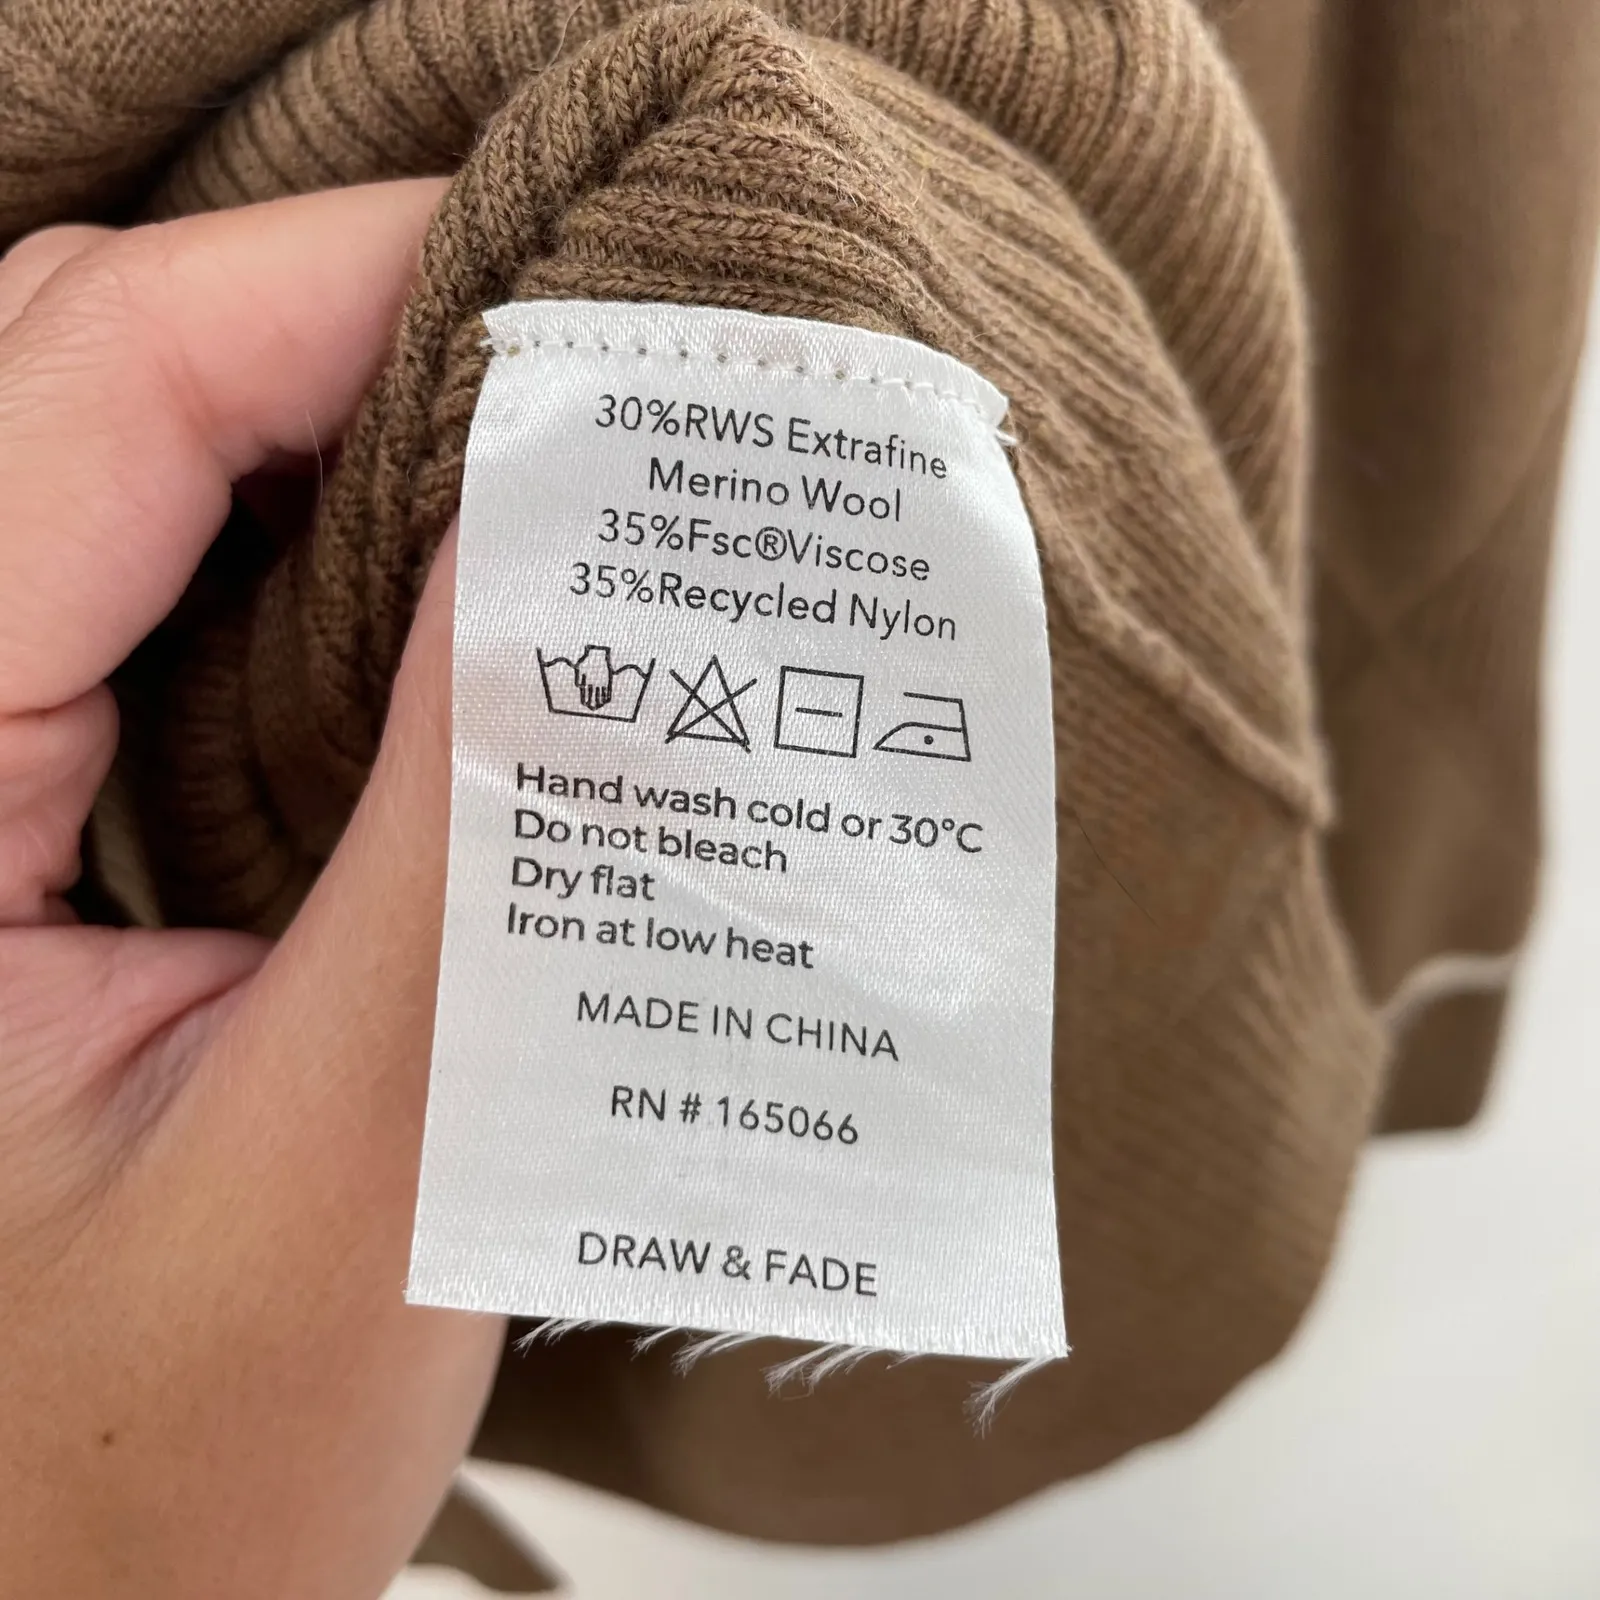 30%RWS Extrafine
Merino Wool
35%Fsc®Viscose
35%Recycled Nylon
Hand wash cold or 30°C
Do not bleach
Dry flat
Iron at low heat
MADE IN CHINA
RN # 165066
DRAW & FADE